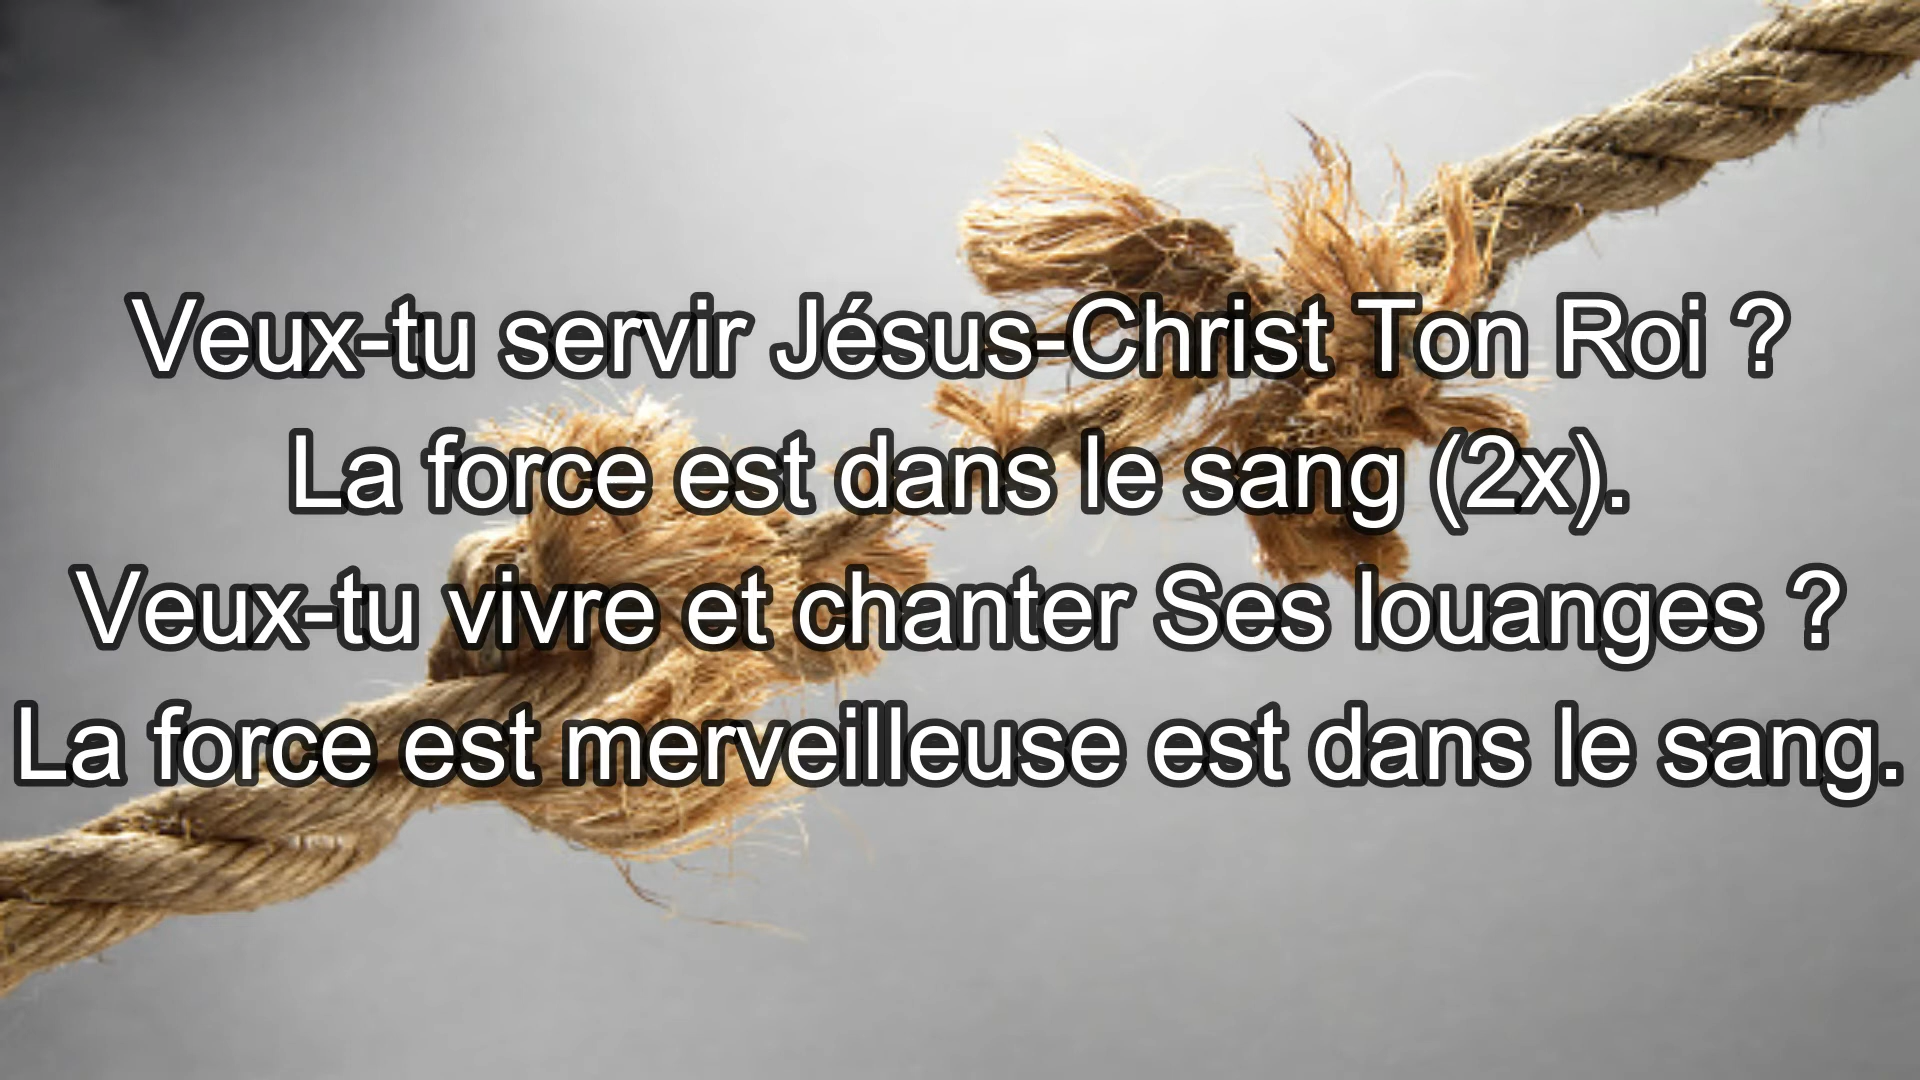 Veux-tu servir Jésus-Christ Ton Roi ?
La force est dans le sang (2x).
Veux-tu vivre et chanter Ses louanges ?
La force est merveilleuse est dans le sang.